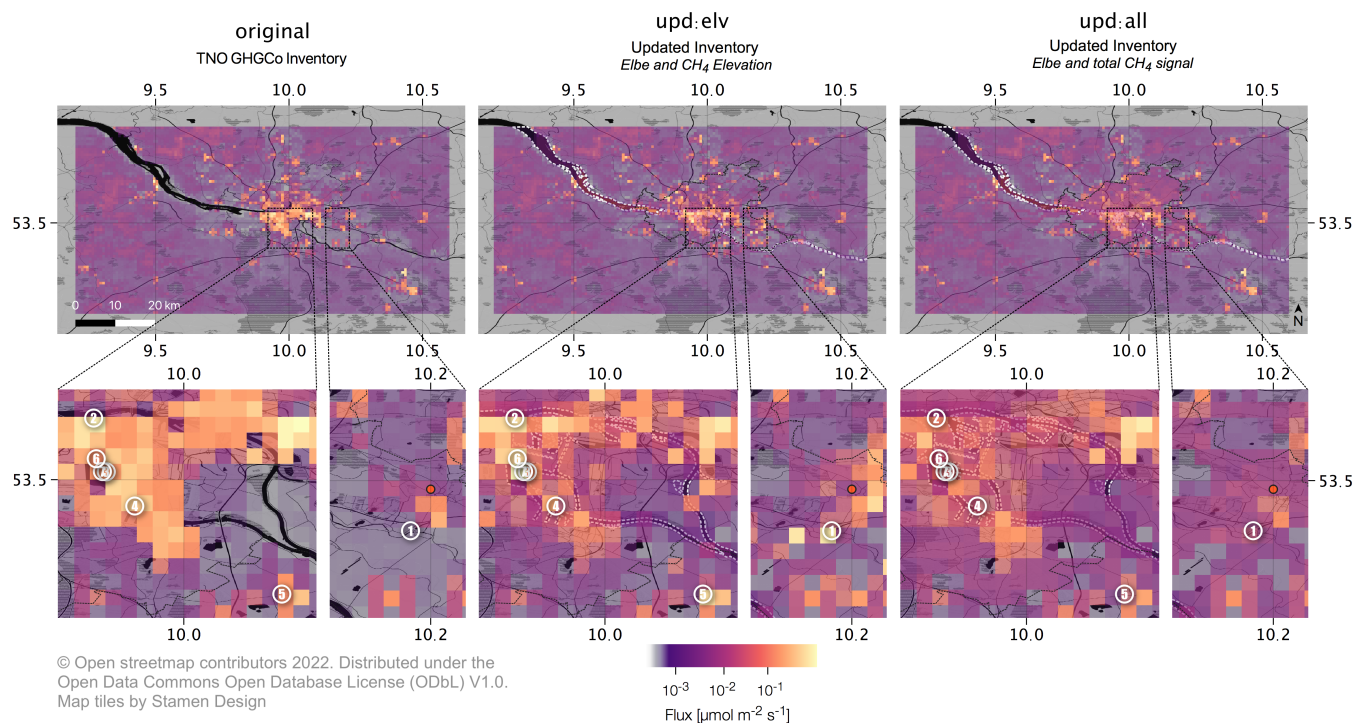 original
TNO GHGCo Inventory
upd:elv
Updated Inventory
Elbe and CH4 Elevation
upd:all
Updated Inventory
Elbe and total CH4 signal
9.5 10.0 10.5
9.5 10.0 10.5
9.5 10.0 10.5
53.5
53.5
0 10 20 km
N
9.5 10.0 10.5
9.5 10.0 10.5
9.5 10.0 10.5
10.0 10.2
10.0 10.2
10.0 10.2
2
6
4
1
5
2
6
4
1
5
2
6
4
1
5
53.5
53.5
10.0 10.2
10.0 10.2
10.0 10.2
© Open streetmap contributors 2022. Distributed under the
Open Data Commons Open Database License (ODbL) V1.0.
Map tiles by Stamen Design
10-3 10-2 10-1
Flux [μmol m-2 s-1]